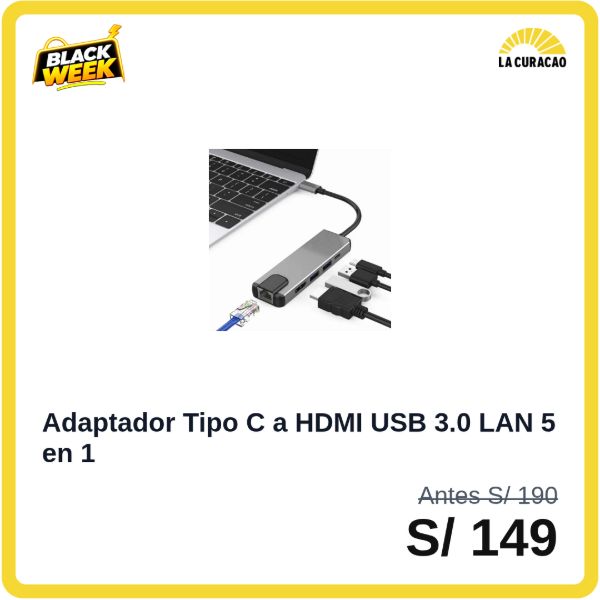 BLACK
WEEK
LA CURACAO
Adaptador Tipo C a HDMI USB 3.0 LAN 5
en 1
Antes S/ 190
S/ 149